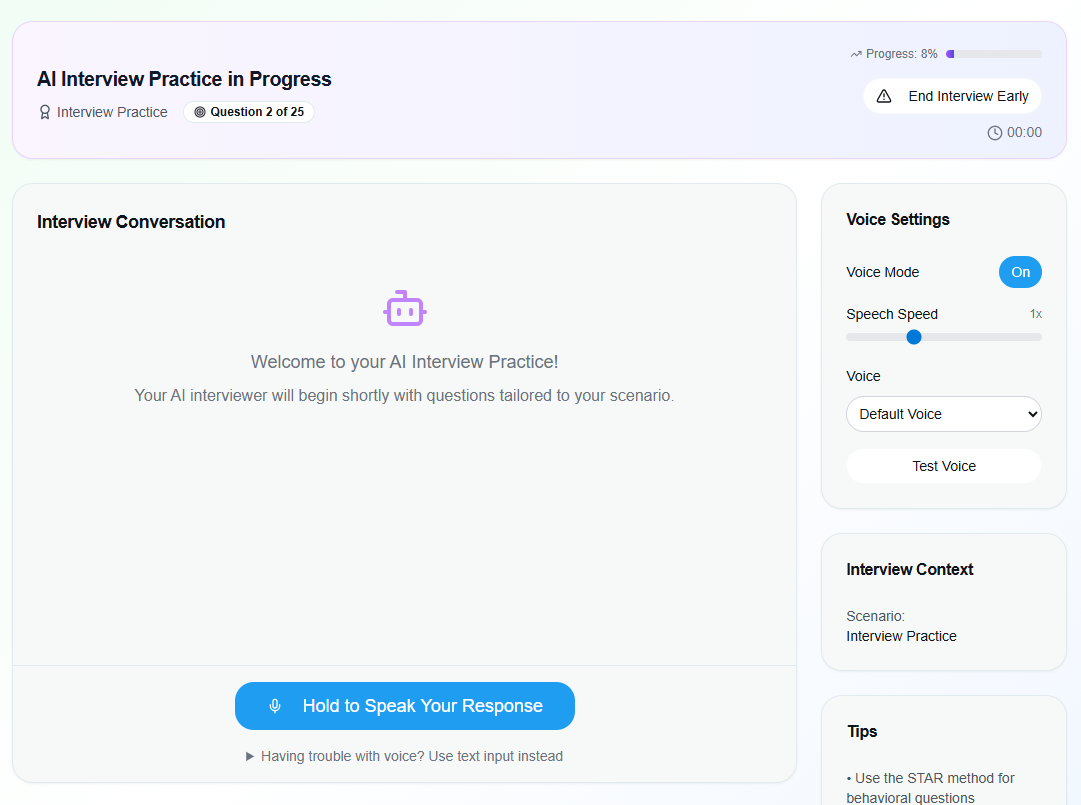 Progress: 8%
AI Interview Practice in Progress
End Interview Early
Interview Practice
Question 2 of 25
00:00
Interview Conversation
Welcome to your AI Interview Practice!
Your AI interviewer will begin shortly with questions tailored to your scenario.
Hold to Speak Your Response
Having trouble with voice? Use text input instead
Voice Settings
Voice Mode
On
Speech Speed
1x
Voice
Default Voice
Test Voice
Interview Context
Scenario:
Interview Practice
Tips
• Use the STAR method for
behavioral questions